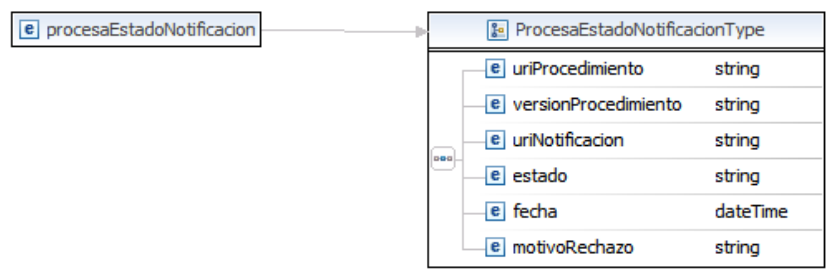 procesaEstadoNotificacion
ProcesaEstadoNotificacionType
uriProcedimiento string
versionProcedimiento string
uriNotificacion string
estado string
fecha dateTime
motivoRechazo string